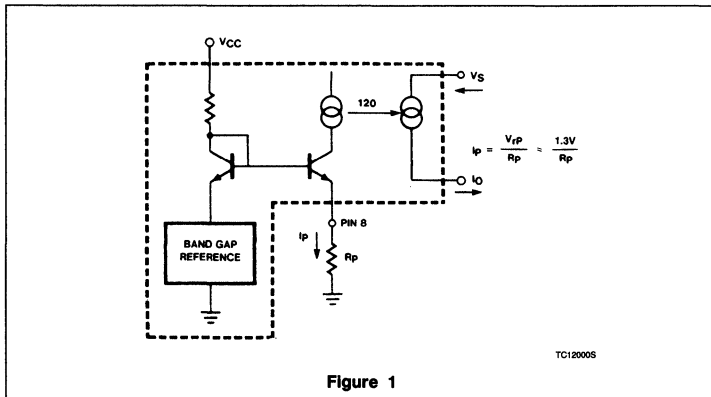 VCC
VS
120
IP = VrP / RP = 1.3V / RP
IO
PIN 8
IP
RP
BAND GAP
REFERENCE
TC12000S
Figure 1